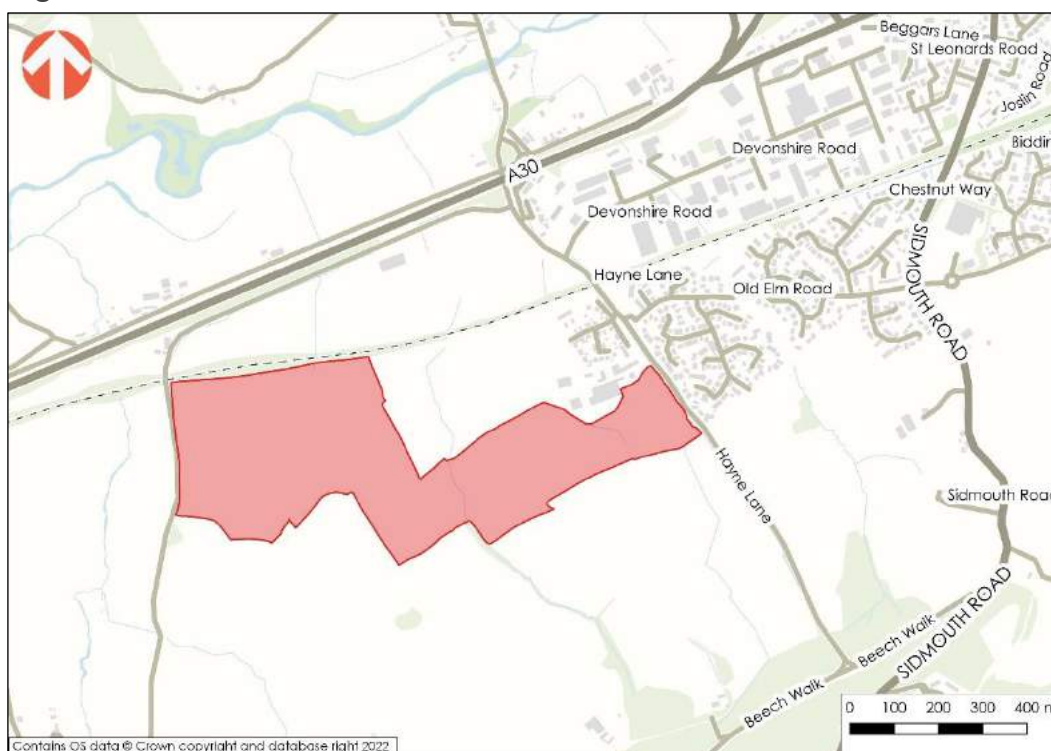 Beggars Lane
St Leonards Road
Joslin Road
Devonshire Road
A30
Chestnut Way
Devonshire Road
SIDMOUTH ROAD
Hayne Lane
Old Elm Road
Hayne Lane
Sidmouth Road
Beech Walk
SIDMOUTH ROAD
Beech Walk
0 100 200 300 400 m
Contains OS data © Crown copyright and database right 2022